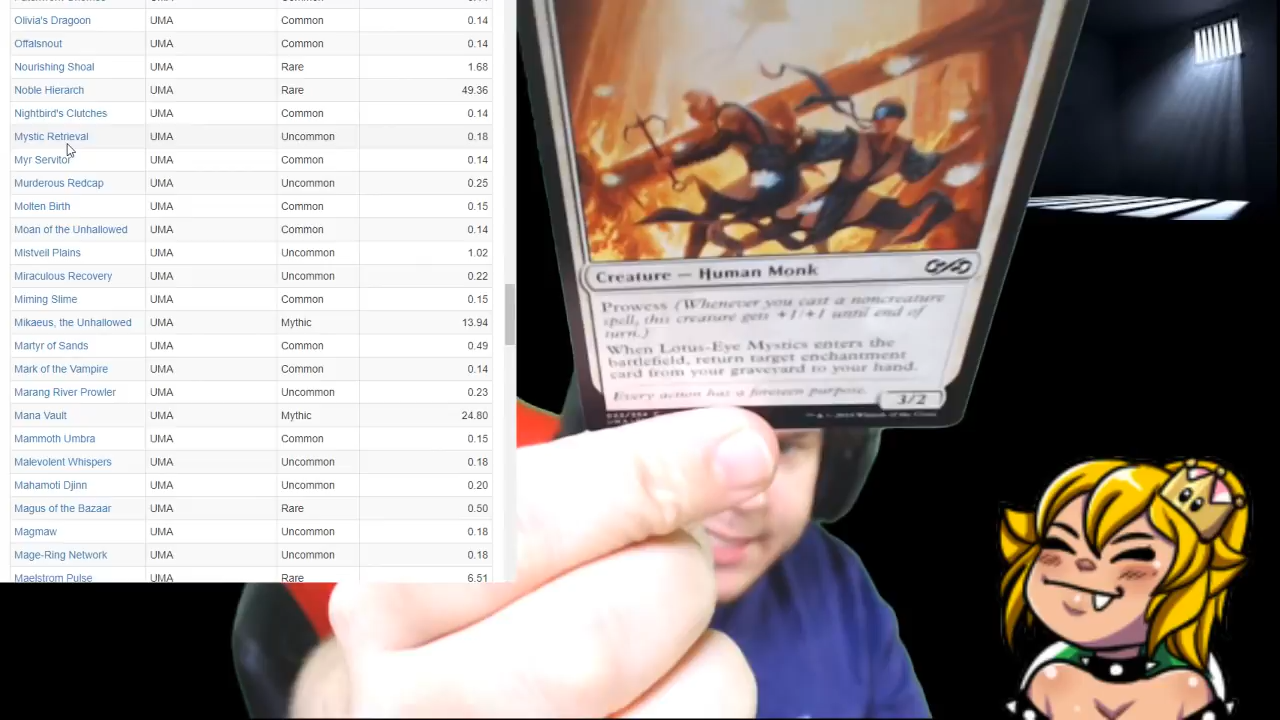 Olivia's Dragoon UMA Common 0.14
Offalsnout UMA Common 0.14
Nourishing Shoal UMA Rare 1.68
Noble Hierarch UMA Rare 49.36
Nightbird's Clutches UMA Common 0.14
Mystic Retrieval UMA Uncommon 0.18
Myr Servitor UMA Common 0.14
Murderous Redcap UMA Uncommon 0.25
Molten Birth UMA Common 0.15
Moan of the Unhallowed UMA Common 0.14
Mistveil Plains UMA Uncommon 1.02
Miraculous Recovery UMA Uncommon 0.22
Miming Slime UMA Common 0.15
Mikaeus, the Unhallowed UMA Mythic 13.94
Martyr of Sands UMA Common 0.49
Mark of the Vampire UMA Common 0.14
Marang River Prowler UMA Uncommon 0.23
Mana Vault UMA Mythic 24.80
Mammoth Umbra UMA Common 0.15
Malevolent Whispers UMA Uncommon 0.18
Mahamoti Djinn UMA Uncommon 0.20
Magus of the Bazaar UMA Rare 0.50
Magmaw UMA Uncommon 0.18
Mage-Ring Network UMA Uncommon 0.18
Maelstrom Pulse UMA Rare 6.51
Creature — Human Monk
Prowess (Whenever you cast a noncreature
spell, this creature gets +1/+1 until end of
turn.)
When Lotus-Eye Mystics enters the
battlefield, return target enchantment
card from your graveyard to your hand.
Every action has a foreseen purpose.
3/2